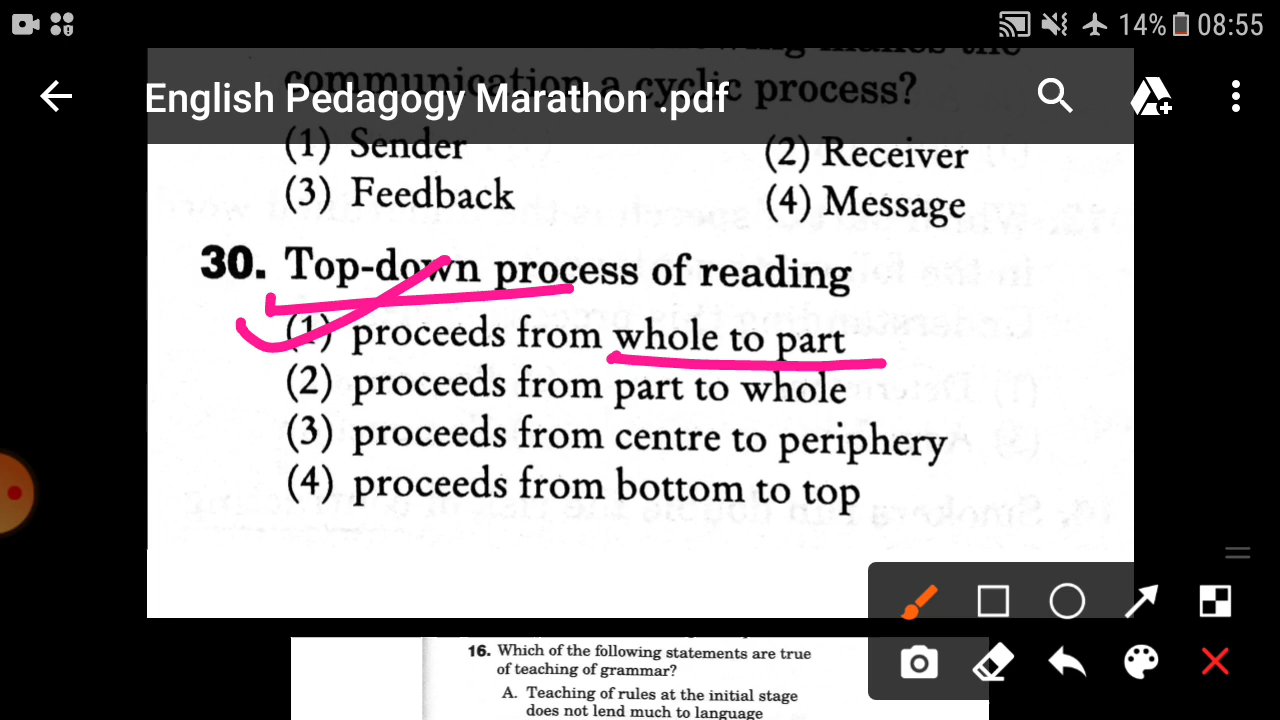 14% 08:55
English Pedagogy Marathon .pdf
communication a cyclic process?
(1) Sender (2) Receiver
(3) Feedback (4) Message
30. Top-down process of reading
(1) proceeds from whole to part
(2) proceeds from part to whole
(3) proceeds from centre to periphery
(4) proceeds from bottom to top
16. Which of the following statements are true
of teaching of grammar?
A. Teaching of rules at the initial stage
does not lend much to language